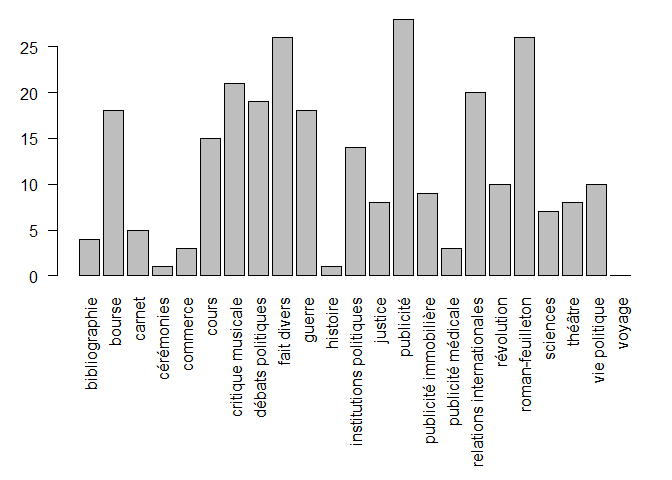 25
20
15
10
5
0
bibliographie
bourse
carnet
cérémonies
commerce
cours
critique musicale
débats politiques
fait divers
guerre
histoire
institutions politiques
justice
publicité
publicité immobilière
publicité médicale
relations internationales
révolution
roman-feuilleton
sciences
théâtre
vie politique
voyage